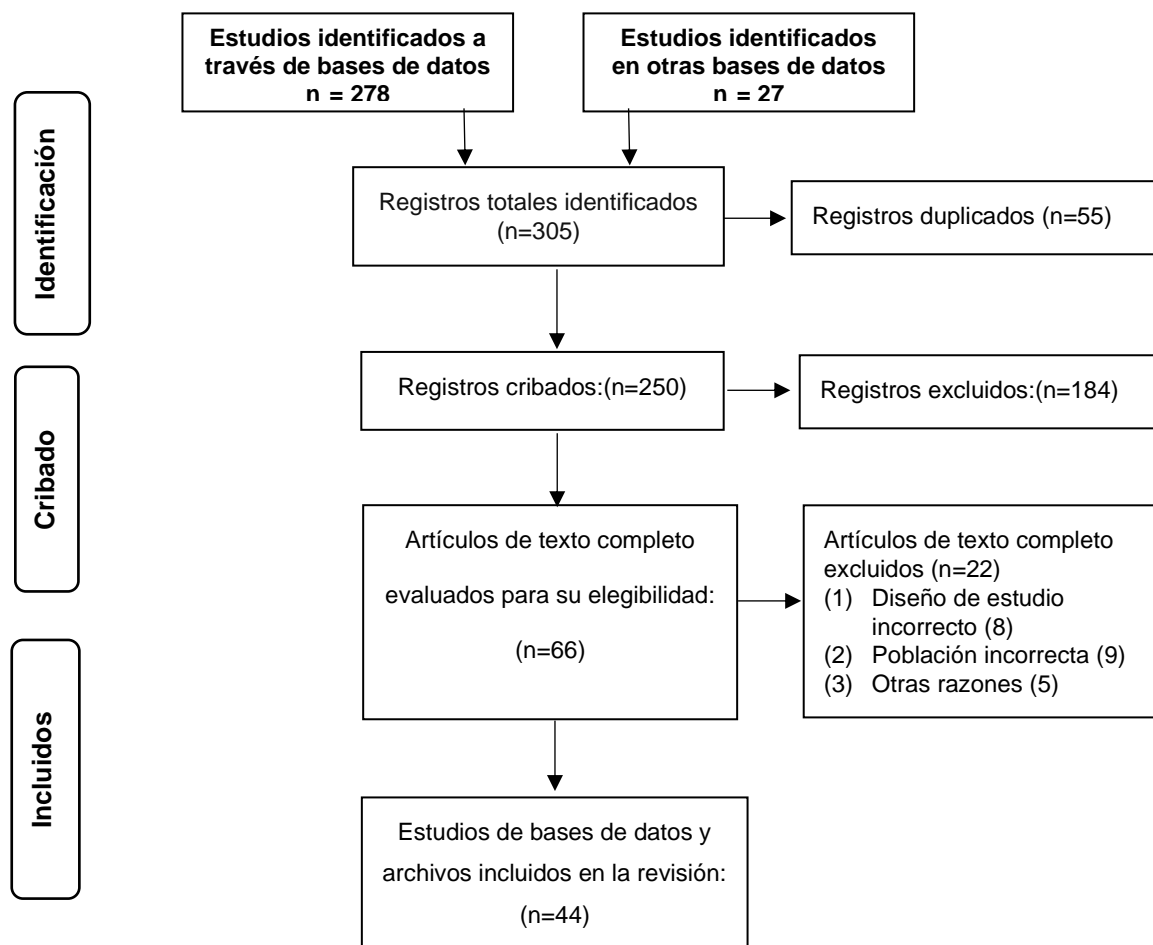 Estudios identificados a
través de bases de datos
n = 278
Estudios identificados
en otras bases de datos
n = 27
Identificación
Registros totales identificados
(n=305)
Registros duplicados (n=55)
Cribado
Registros cribados:(n=250)
Registros excluidos:(n=184)
Artículos de texto completo
evaluados para su elegibilidad:
(n=66)
Artículos de texto completo
excluidos (n=22)
(1) Diseño de estudio
incorrecto (8)
(2) Población incorrecta (9)
(3) Otras razones (5)
Incluidos
Estudios de bases de datos y
archivos incluidos en la revisión:
(n=44)